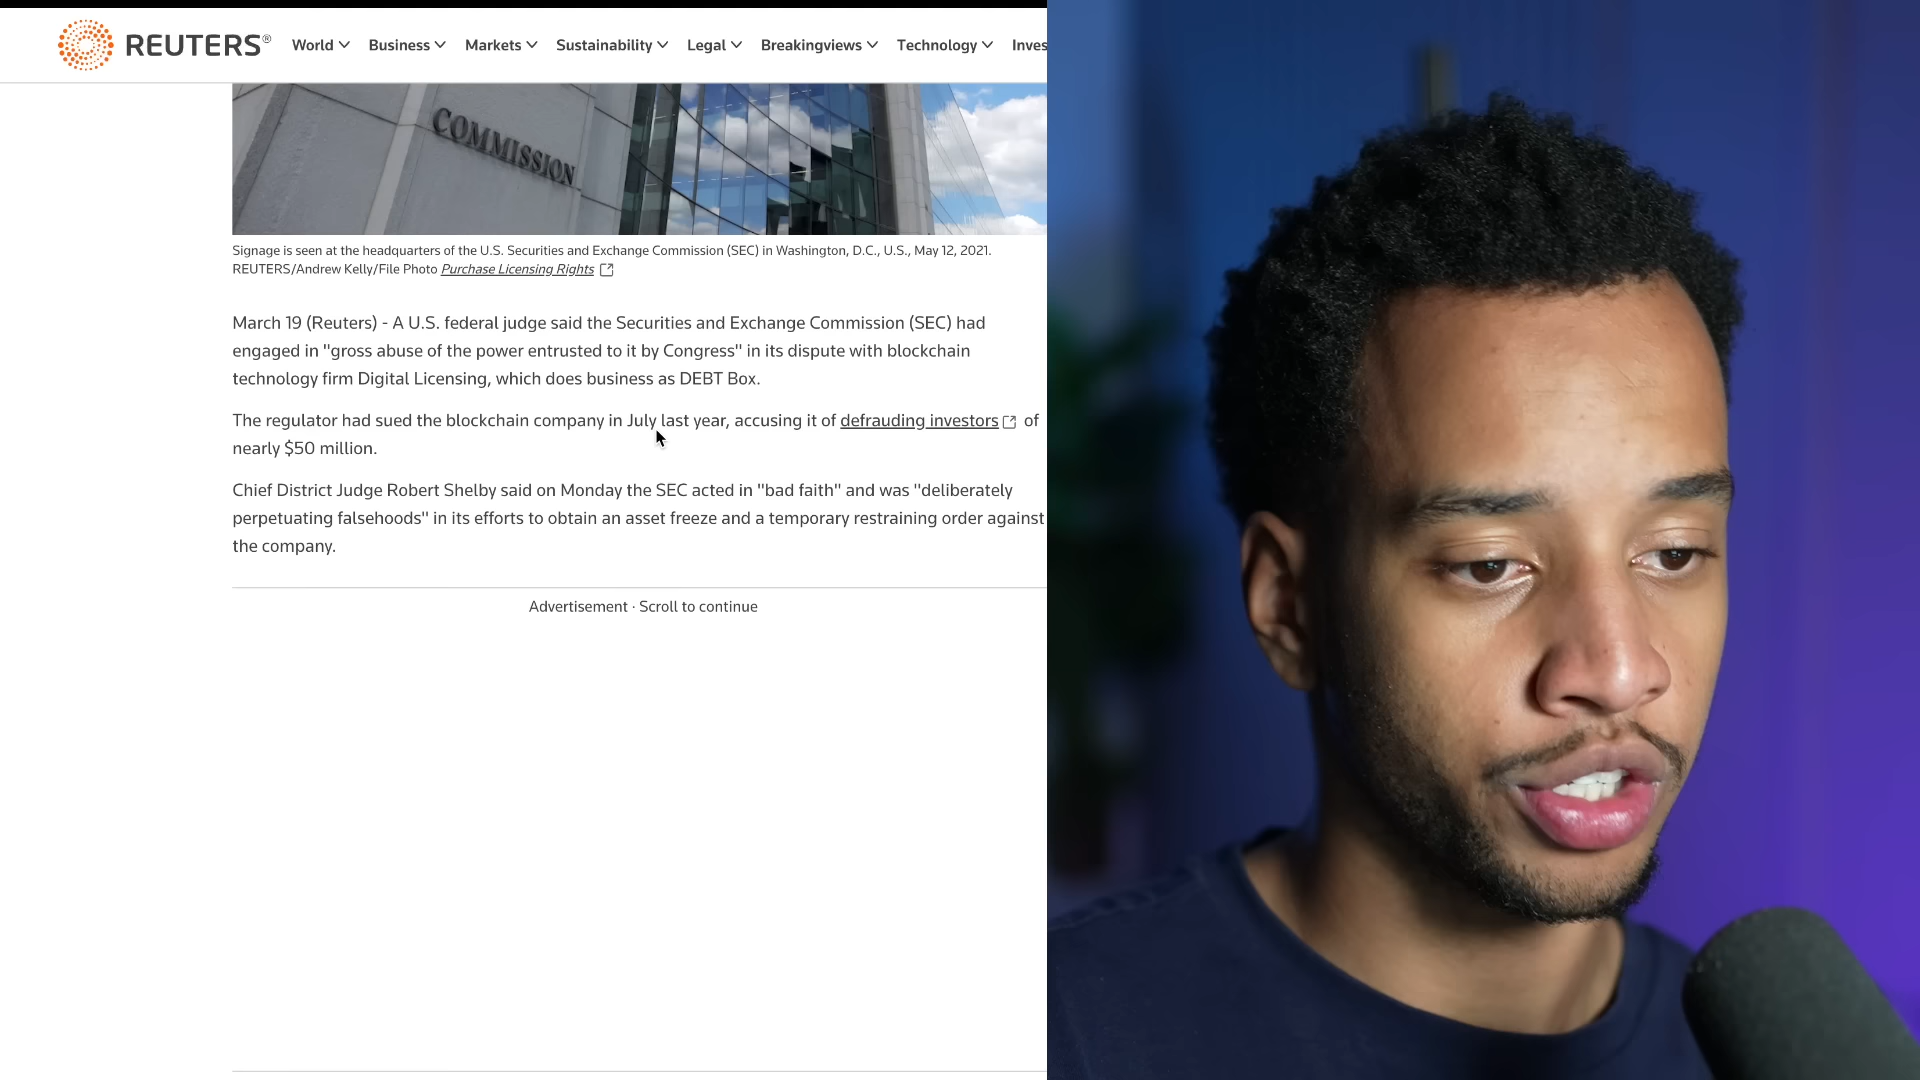 REUTERS®
World Business Markets Sustainability Legal Breakingviews Technology Inves
COMMISSION
Signage is seen at the headquarters of the U.S. Securities and Exchange Commission (SEC) in Washington, D.C., U.S., May 12, 2021.
REUTERS/Andrew Kelly/File Photo Purchase Licensing Rights
March 19 (Reuters) - A U.S. federal judge said the Securities and Exchange Commission (SEC) had
engaged in "gross abuse of the power entrusted to it by Congress" in its dispute with blockchain
technology firm Digital Licensing, which does business as DEBT Box.
The regulator had sued the blockchain company in July last year, accusing it of defrauding investors of
nearly $50 million.
Chief District Judge Robert Shelby said on Monday the SEC acted in "bad faith" and was "deliberately
perpetuating falsehoods" in its efforts to obtain an asset freeze and a temporary restraining order against
the company.
Advertisement · Scroll to continue